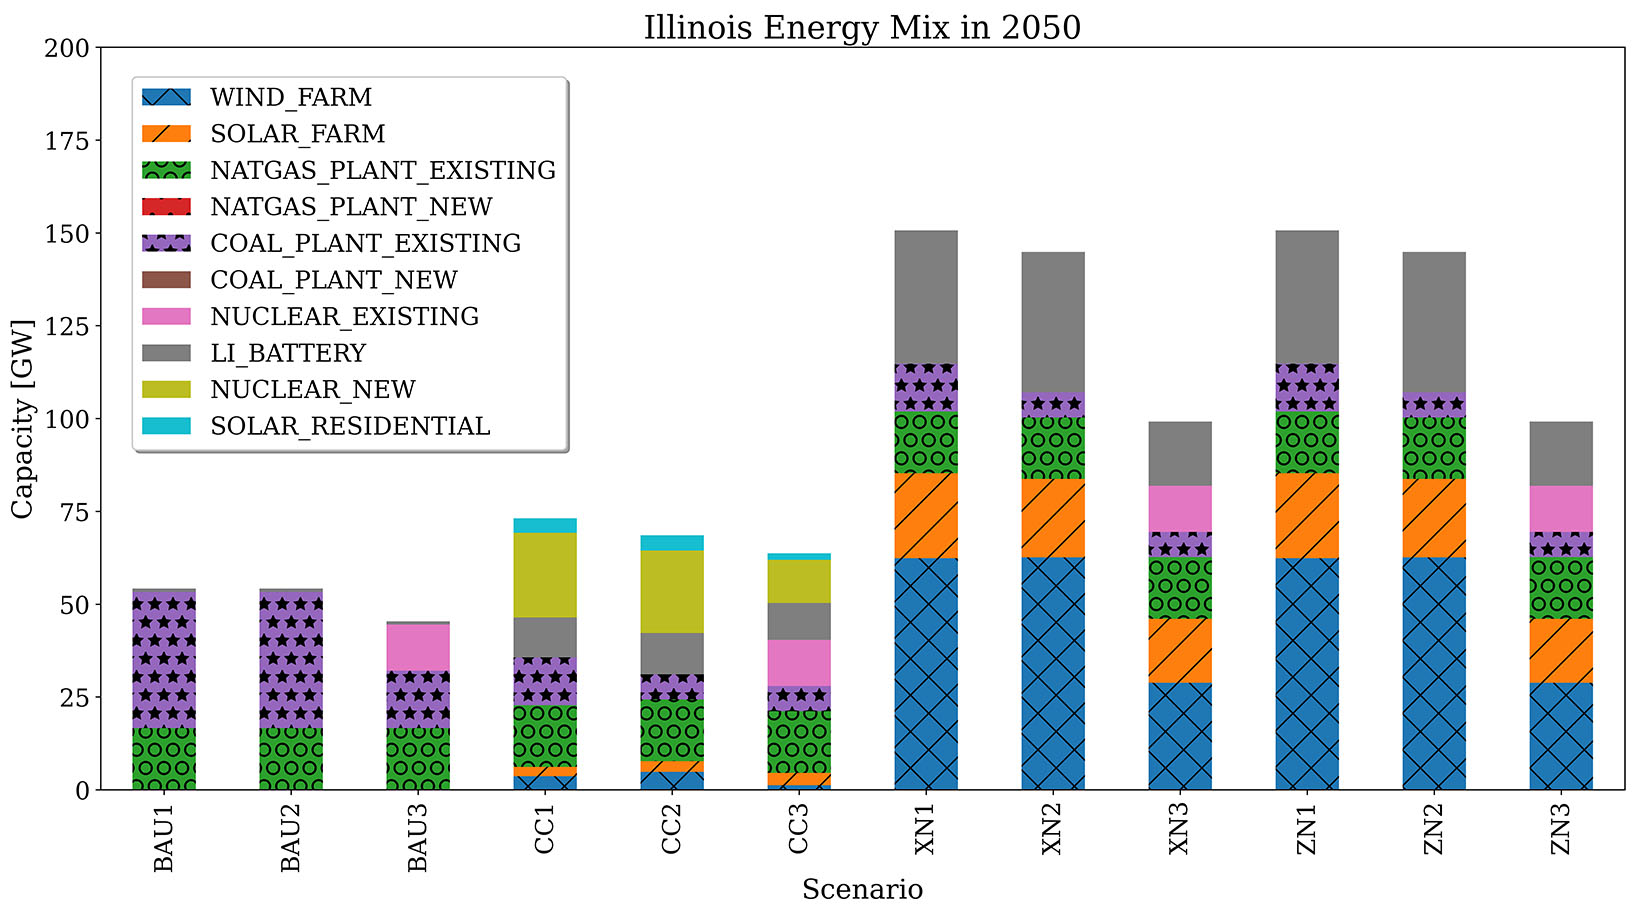 Illinois Energy Mix in 2050
200
175
150
125
100
75
50
25
0
Capacity [GW]
WIND_FARM
SOLAR_FARM
NATGAS_PLANT_EXISTING
NATGAS_PLANT_NEW
COAL_PLANT_EXISTING
COAL_PLANT_NEW
NUCLEAR_EXISTING
LI_BATTERY
NUCLEAR_NEW
SOLAR_RESIDENTIAL
BAU1
BAU2
BAU3
CC1
CC2
CC3
XN1
XN2
XN3
ZN1
ZN2
ZN3
Scenario